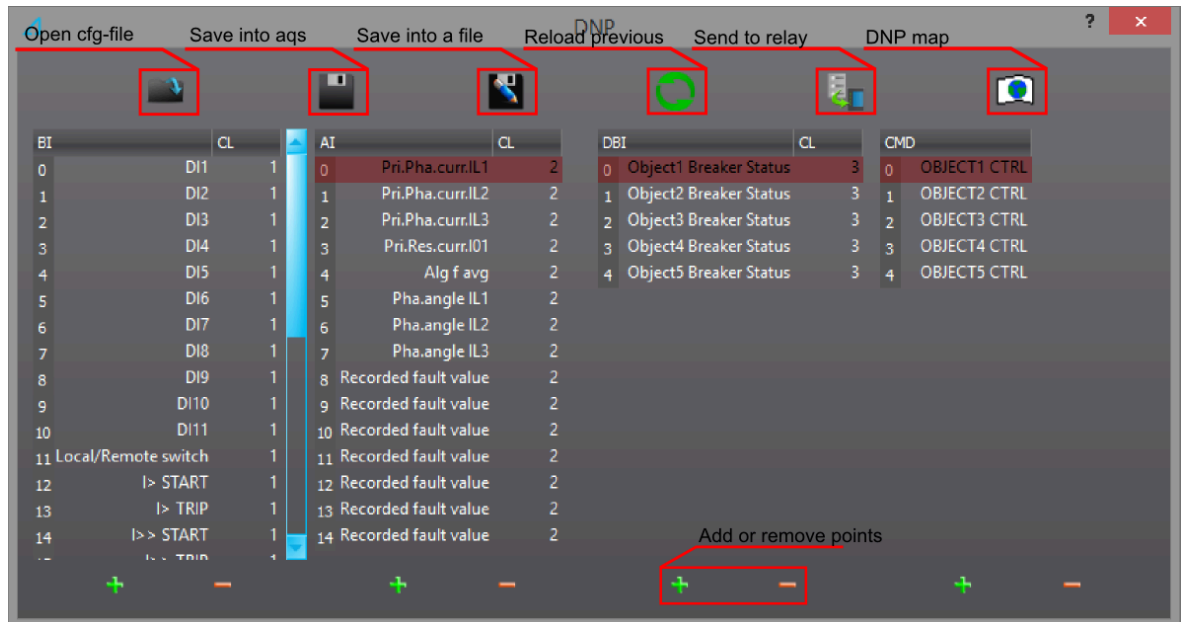 DNP
?
×
Open cfg-file
Save into aqs
Save into a file
Reload previous
Send to relay
DNP map
BI CL AI CL DBI CL CMD
0 DI1 1 0 Pri.Pha.curr.IL1 2 0 Object1 Breaker Status 3 0 OBJECT1 CTRL
1 DI2 1 1 Pri.Pha.curr.IL2 2 1 Object2 Breaker Status 3 1 OBJECT2 CTRL
2 DI3 1 2 Pri.Pha.curr.IL3 2 2 Object3 Breaker Status 3 2 OBJECT3 CTRL
3 DI4 1 3 Pri.Res.curr.I01 2 3 Object4 Breaker Status 3 3 OBJECT4 CTRL
4 DI5 1 4 Alg f avg 2 4 Object5 Breaker Status 3 4 OBJECT5 CTRL
5 DI6 1 5 Pha.angle IL1 2
6 DI7 1 6 Pha.angle IL2 2
7 DI8 1 7 Pha.angle IL3 2
8 DI9 1 8 Recorded fault value 2
9 DI10 1 9 Recorded fault value 2
10 DI11 1 10 Recorded fault value 2
11 Local/Remote switch 1 11 Recorded fault value 2
12 I> START 1 12 Recorded fault value 2
13 I> TRIP 1 13 Recorded fault value 2
14 I>> START 1 14 Recorded fault value 2
I>> TRIP 1
Add or remove points